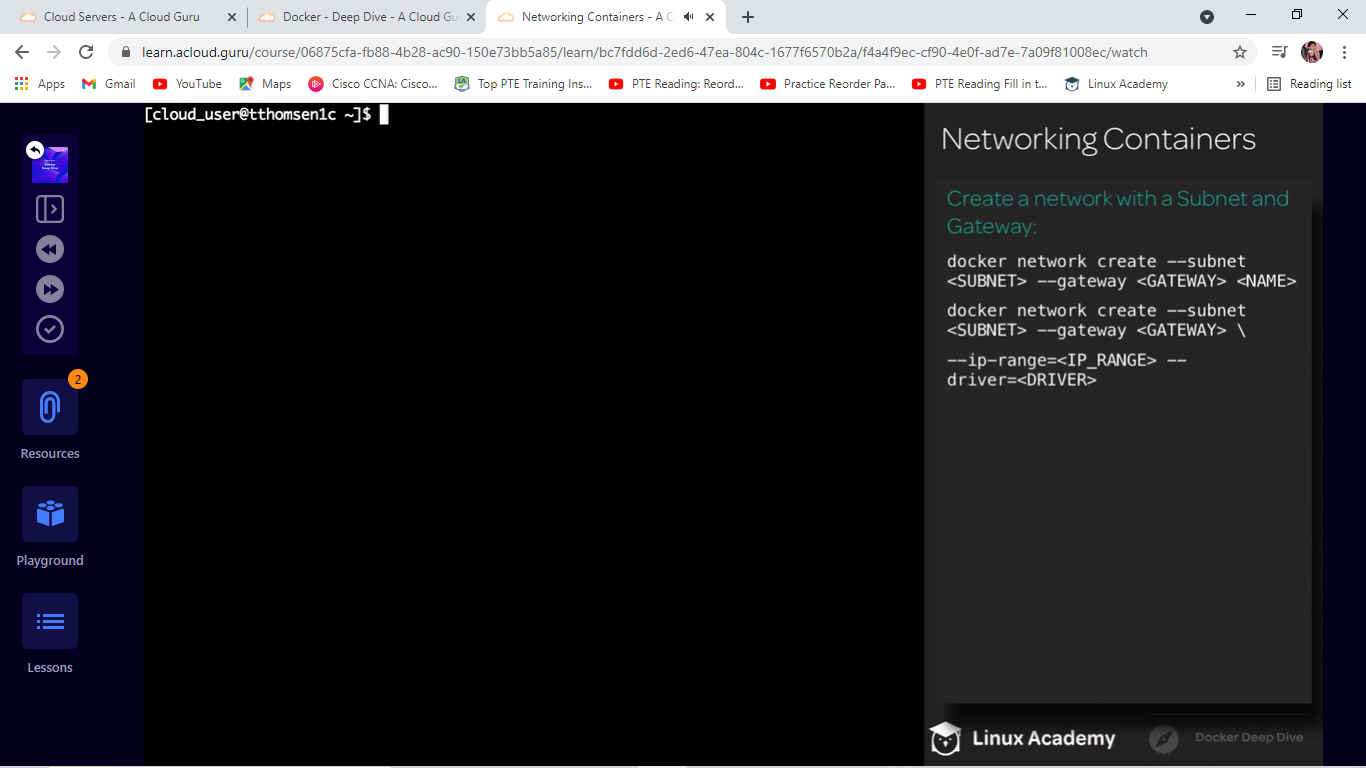 Cloud Servers - A Cloud Guru
Docker - Deep Dive - A Cloud Gu
Networking Containers - A C
learn.acloud.guru/course/06875cfa-fb88-4b28-ac90-150e73bb5a85/learn/bc7fdd6d-2ed6-47ea-804c-1677f6570b2a/f4a4f9ec-cf90-4e0f-ad7e-7a09f81008ec/watch
Apps
Gmail
YouTube
Maps
Cisco CCNA: Cisco...
Top PTE Training Ins...
PTE Reading: Reord...
Practice Reorder Pa...
PTE Reading Fill in t...
Linux Academy
»
Reading list
Docker
Deep Dive
2
Resources
Playground
Lessons
[cloud_user@tthomsen1c ~]$
Networking Containers
Create a network with a Subnet and
Gateway:
docker network create --subnet
<SUBNET> --gateway <GATEWAY> <NAME>
docker network create --subnet
<SUBNET> --gateway <GATEWAY> \
--ip-range=<IP_RANGE> --
driver=<DRIVER>
Linux Academy
Docker Deep Dive